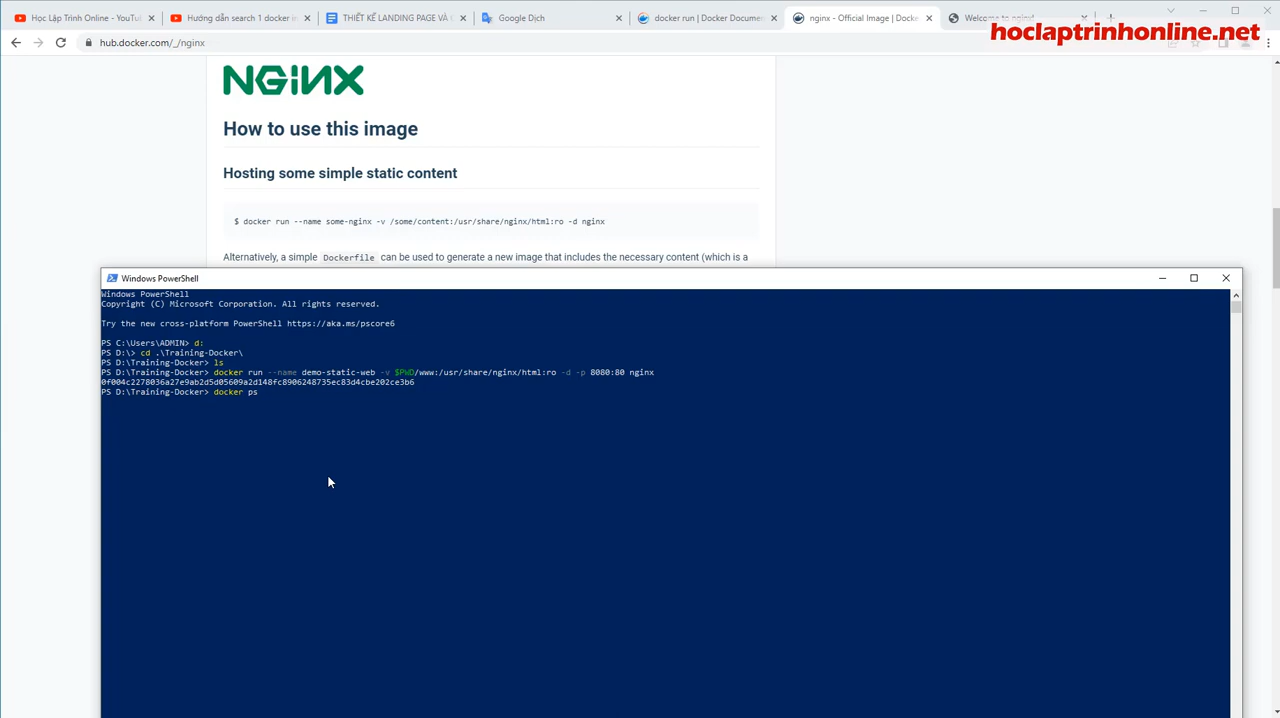 Học Lập Trình Online - YouTu
Hướng dẫn search 1 docker i
THIẾT KẾ LANDING PAGE VÀ
Google Dịch
docker run | Docker Docume
nginx - Official Image | Docke
Welcome to nginx!
hoclaptrinhonline.net
hub.docker.com/_/nginx
NGINX
How to use this image
Hosting some simple static content
$ docker run --name some-nginx -v /some/content:/usr/share/nginx/html:ro -d nginx
Alternatively, a simple Dockerfile can be used to generate a new image that includes the necessary content (which is a
Windows PowerShell
Windows PowerShell
Copyright (C) Microsoft Corporation. All rights reserved.
Try the new cross-platform PowerShell https://aka.ms/pscore6
PS C:\Users\ADMIN> d:
PS D:\> cd .\Training-Docker\
PS D:\Training-Docker> ls
PS D:\Training-Docker> docker run --name demo-static-web -v $PWD/www:/usr/share/nginx/html:ro -d -p 8080:80 nginx
0f004c2278036a27e9ab2d5d05609a2d148fc8906248735ec83d4cbe202ce3b6
PS D:\Training-Docker> docker ps